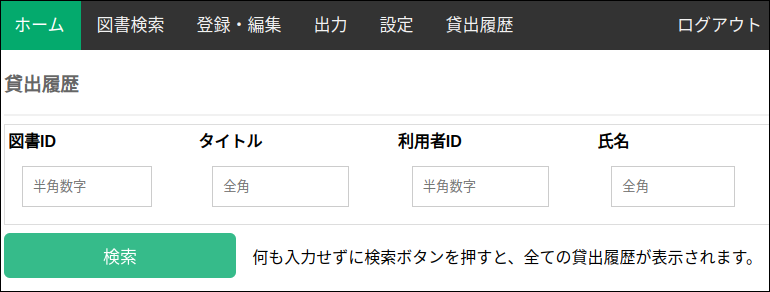 ホーム 図書検索 登録・編集 出力 設定 貸出履歴 ログアウト
貸出履歴
図書ID タイトル 利用者ID 氏名
半角数字 全角 半角数字 全角
検索 何も入力せずに検索ボタンを押すと、全ての貸出履歴が表示されます。